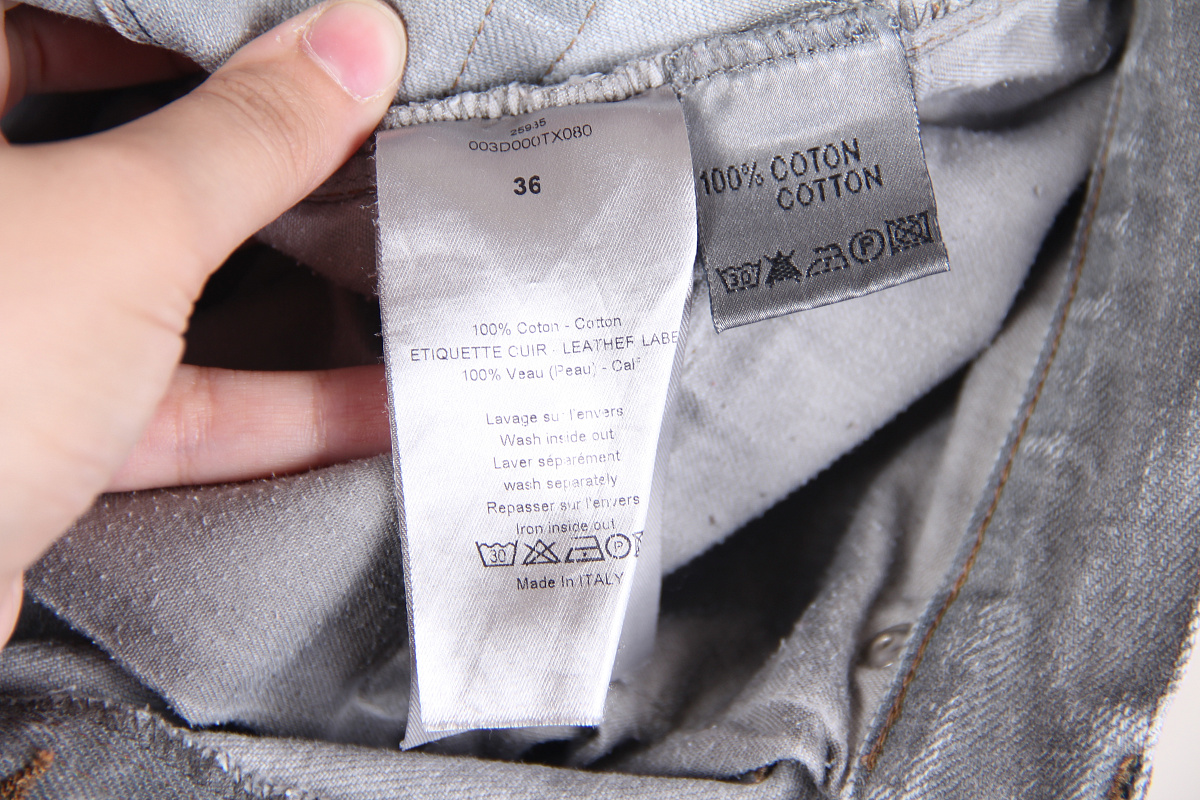 25935
003D000TX080
36
100% Coton - Cotton
ETIQUETTE CUIR - LEATHER LABE
100% Veau (Peau) - Calf
Lavage sur l'envers
Wash inside out
Laver séparément
wash separately
Repasser sur l'envers
Iron inside out
30 P
Made In ITALY
100% COTON
COTTON
30 P